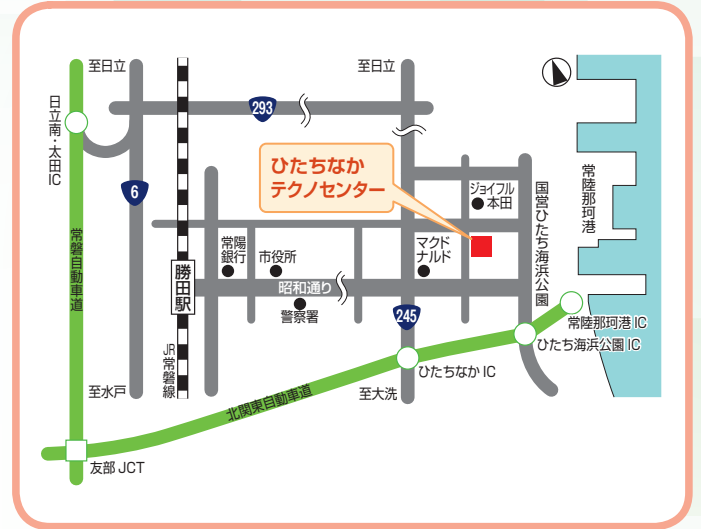 至日立
至日立
293
日立南・太田IC
6
ひたちなか
テクノセンター
ジョイフル
本田
国営ひたち海浜公園
常陸那珂港
常磐自動車道
常陽
銀行
市役所
マクド
ナルド
勝田駅
昭和通り
警察署
245
常陸那珂港 IC
ひたち海浜公園 IC
JR常磐線
ひたちなか IC
至水戸
至大洗
北関東自動車道
友部 JCT